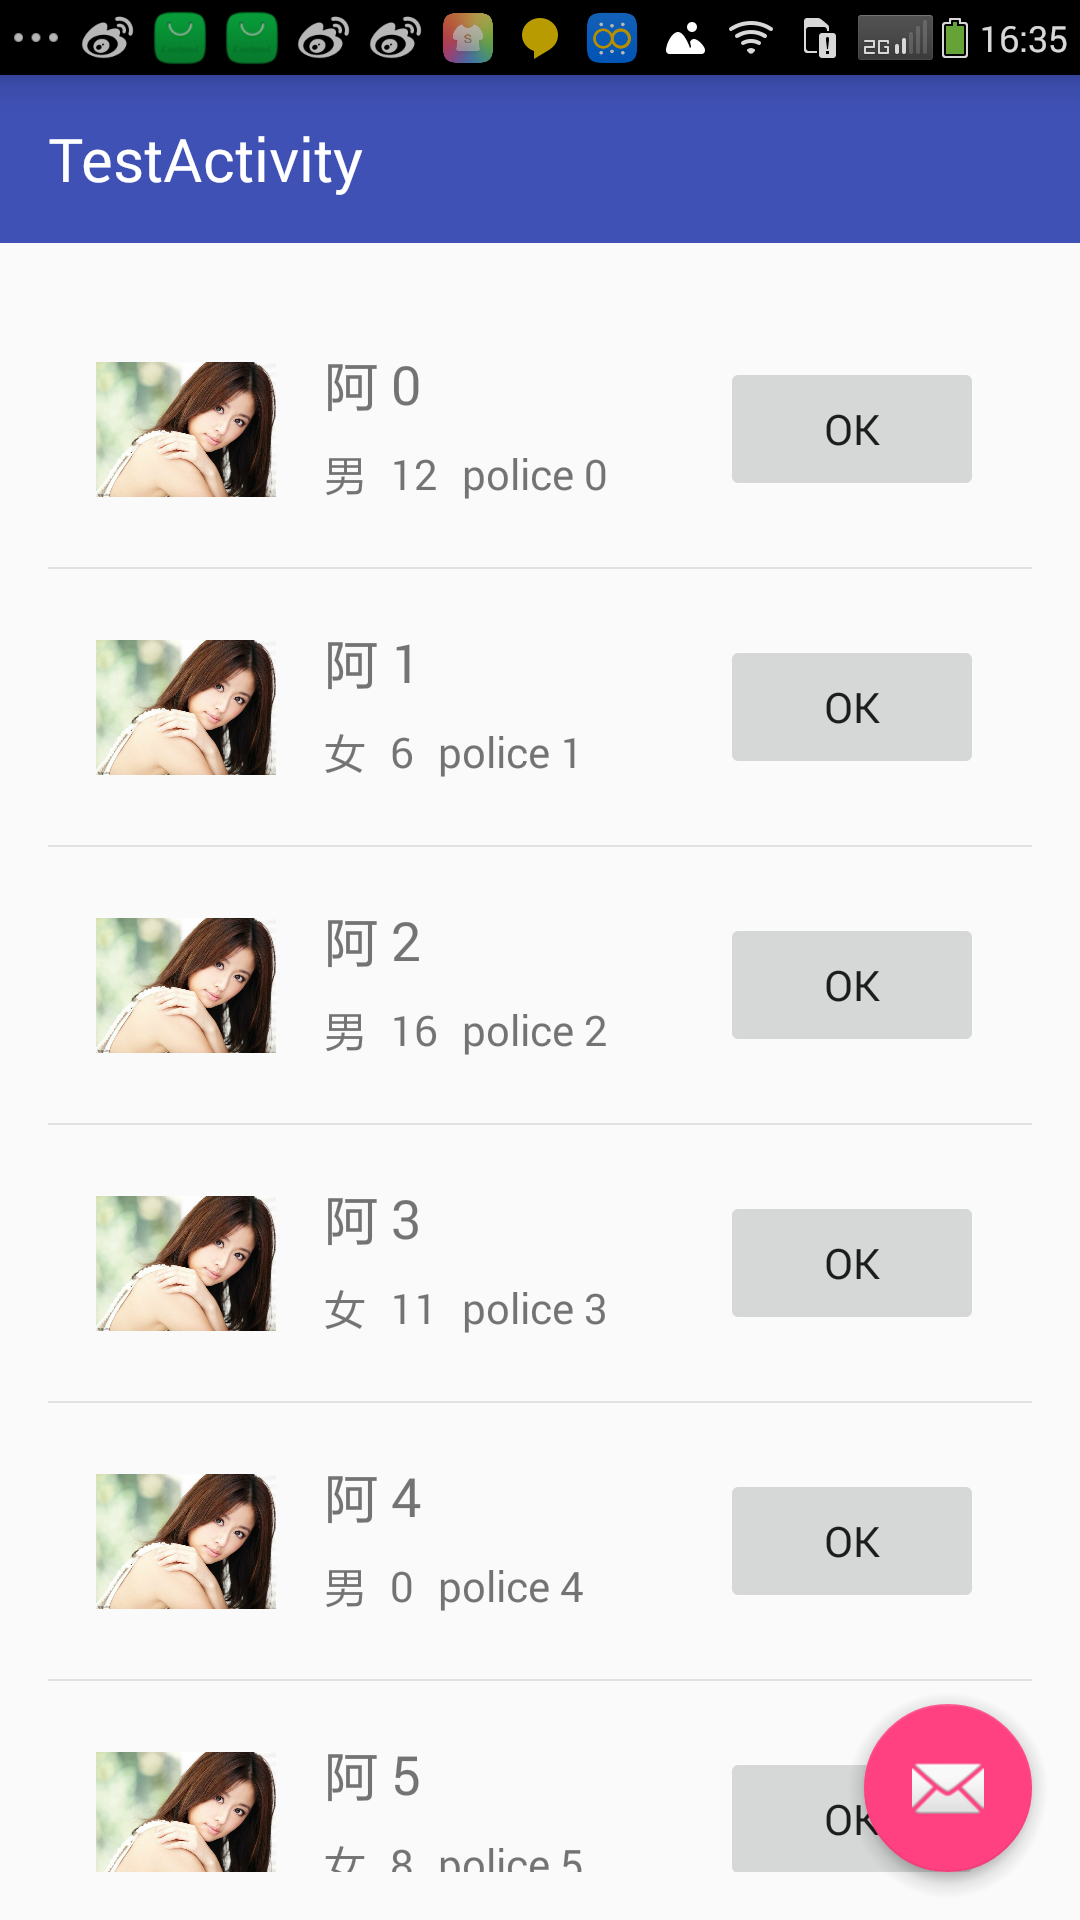 2G 16:35
TestActivity
阿 0
男 12 police 0
OK
阿 1
女 6 police 1
OK
阿 2
男 16 police 2
OK
阿 3
女 11 police 3
OK
阿 4
男 0 police 4
OK
阿 5
女 8 police 5
OK